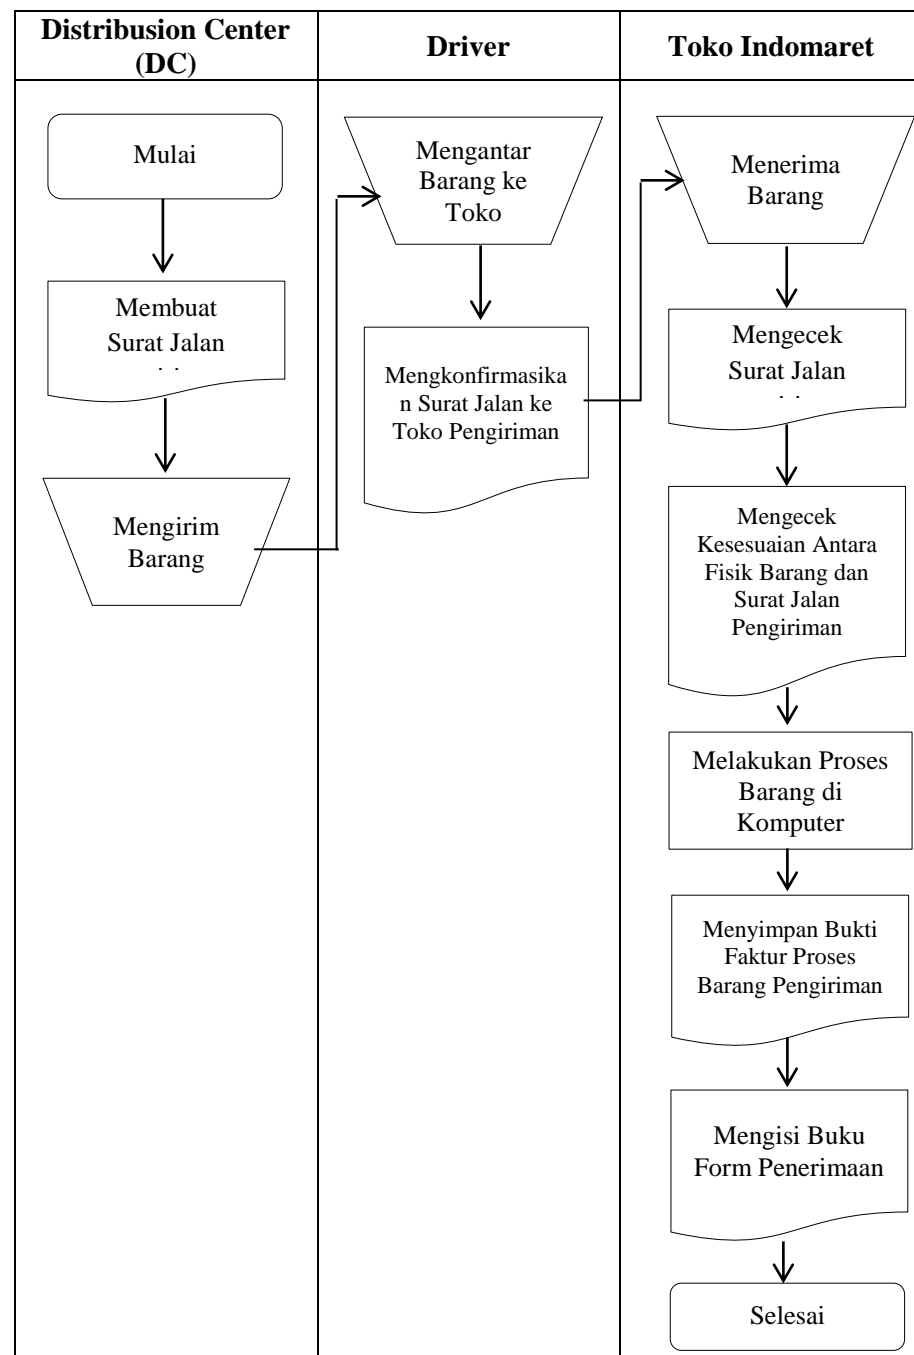 Distribusion Center
(DC)
Driver
Toko Indomaret
Mulai
Membuat
Surat Jalan
Mengirim
Barang
Mengantar
Barang ke
Toko
Mengkonfirmasika
n Surat Jalan ke
Toko Pengiriman
Menerima
Barang
Mengecek
Surat Jalan
Mengecek
Kesesuaian Antara
Fisik Barang dan
Surat Jalan
Pengiriman
Melakukan Proses
Barang di
Komputer
Menyimpan Bukti
Faktur Proses
Barang Pengiriman
Mengisi Buku
Form Penerimaan
Selesai